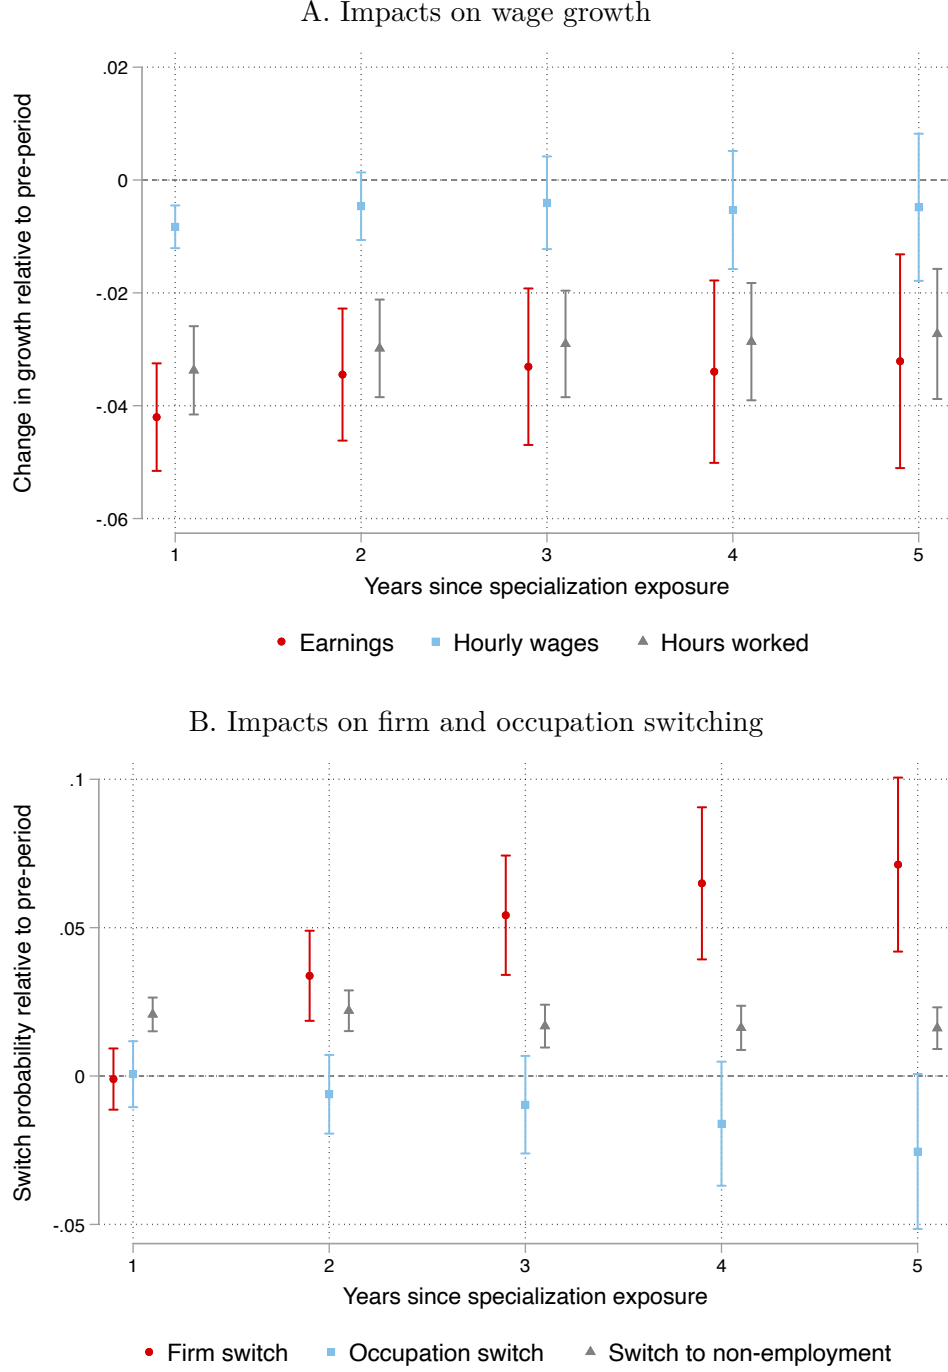 A. Impacts on wage growth
Change in growth relative to pre-period
.02
0
-.02
-.04
-.06
1 2 3 4 5
Years since specialization exposure
Earnings Hourly wages Hours worked
B. Impacts on firm and occupation switching
Switch probability relative to pre-period
.1
.05
0
-.05
1 2 3 4 5
Years since specialization exposure
Firm switch Occupation switch Switch to non-employment